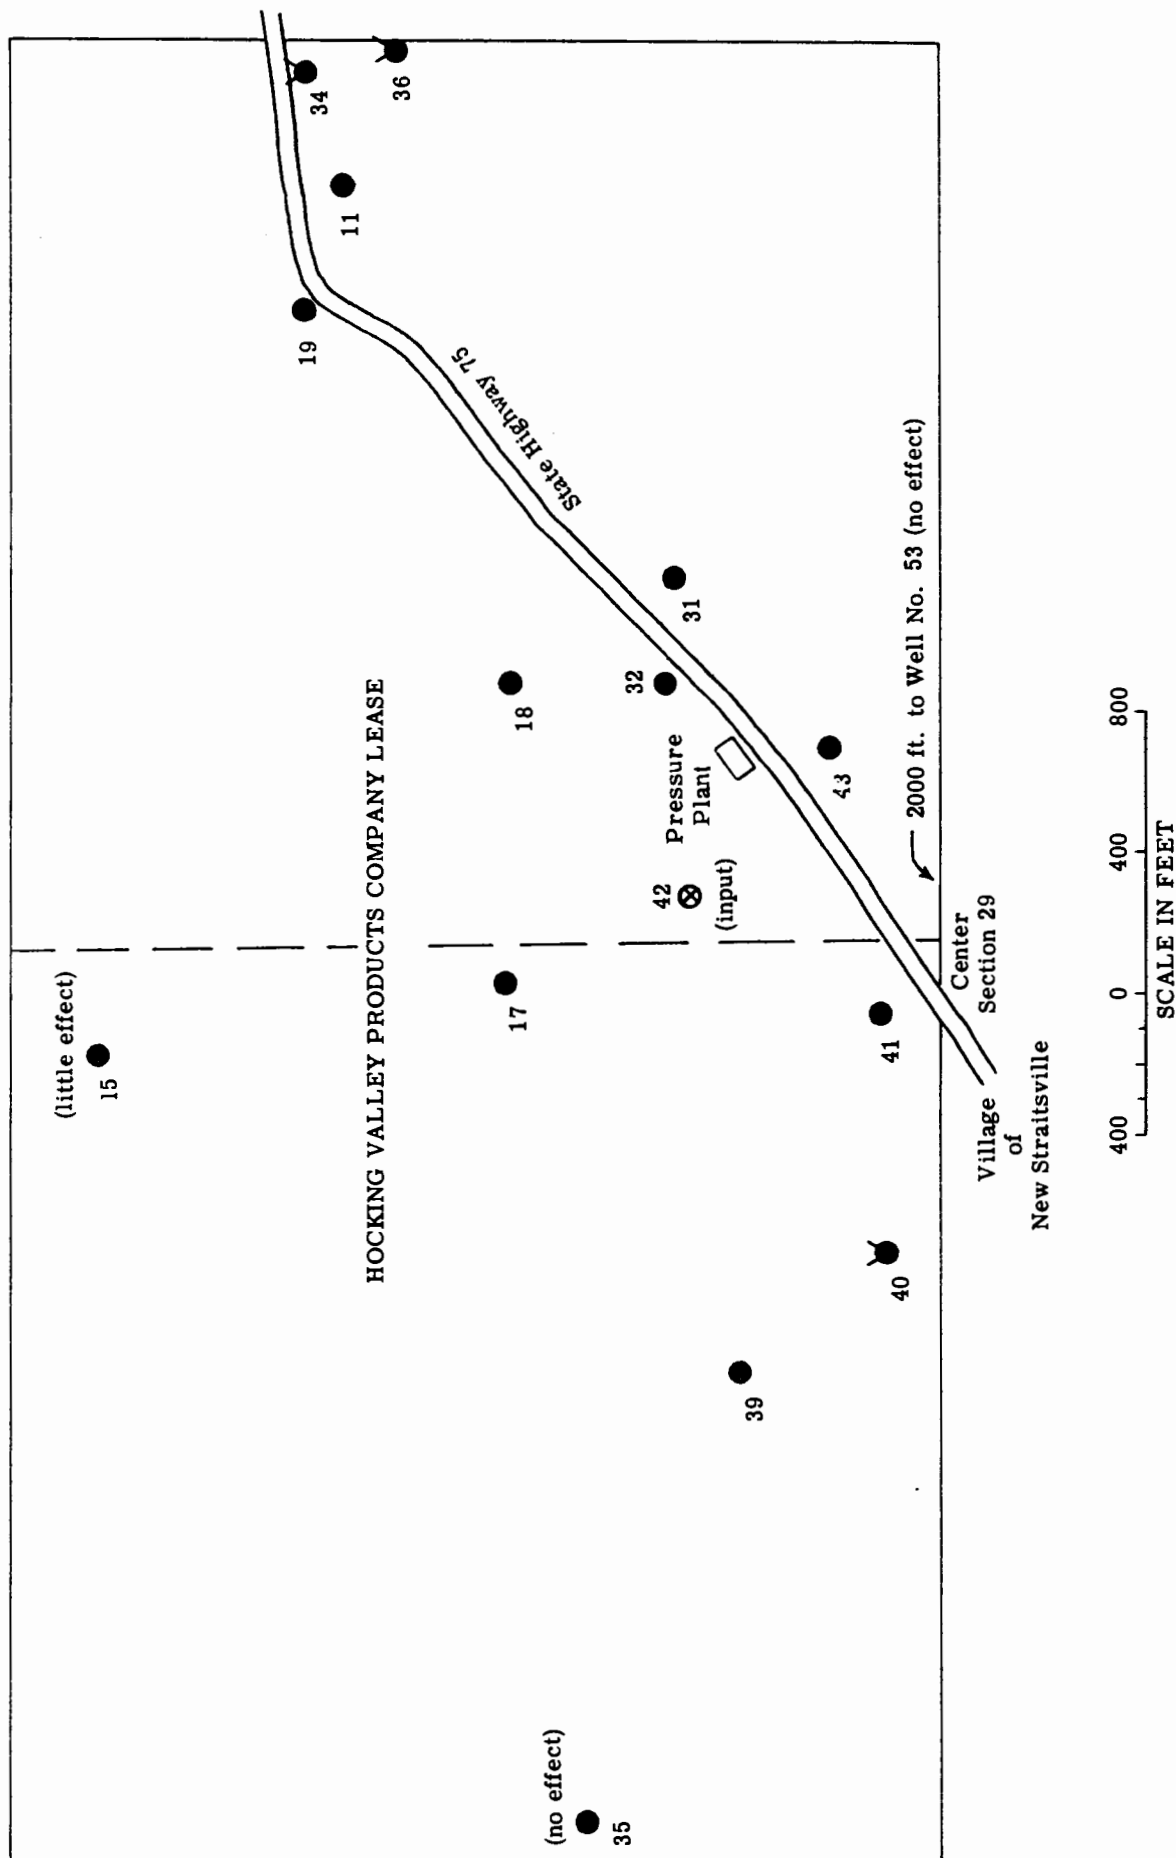 (little effect)
15
HOCKING VALLEY PRODUCTS COMPANY LEASE
34
36
11
19
State Highway 75
18
17
31
32
Pressure
Plant
42
(input)
43
41
(no effect)
35
39
40
2000 ft. to Well No. 53 (no effect)
Center
Section 29
Village
of
New Straitsville
400 0 400 800
SCALE IN FEET